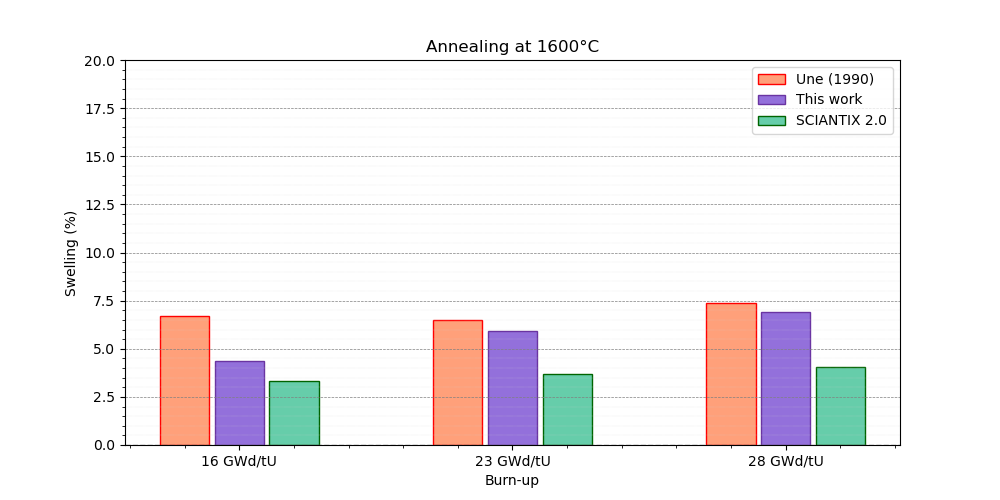 Annealing at 1600°C
Swelling (%)
20.0
17.5
15.0
12.5
10.0
7.5
5.0
2.5
0.0
Une (1990)
This work
SCIANTIX 2.0
16 GWd/tU
23 GWd/tU
28 GWd/tU
Burn-up